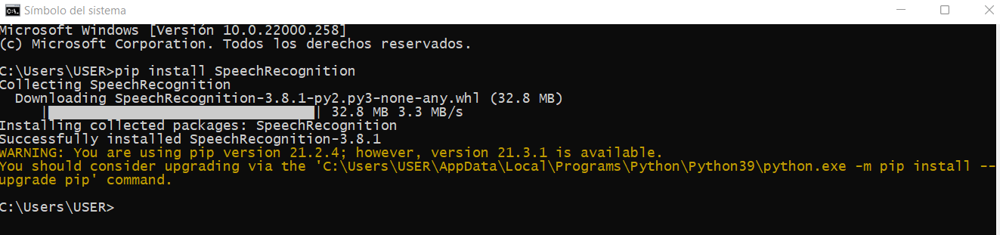 Símbolo del sistema
Microsoft Windows [Versión 10.0.22000.258]
(c) Microsoft Corporation. Todos los derechos reservados.
C:\Users\USER>pip install SpeechRecognition
Collecting SpeechRecognition
  Downloading SpeechRecognition-3.8.1-py2.py3-none-any.whl (32.8 MB)
     |████████████████████████████████| 32.8 MB 3.3 MB/s
Installing collected packages: SpeechRecognition
Successfully installed SpeechRecognition-3.8.1
WARNING: You are using pip version 21.2.4; however, version 21.3.1 is available.
You should consider upgrading via the 'C:\Users\USER\AppData\Local\Programs\Python\Python39\python.exe -m pip install --
upgrade pip' command.
C:\Users\USER>